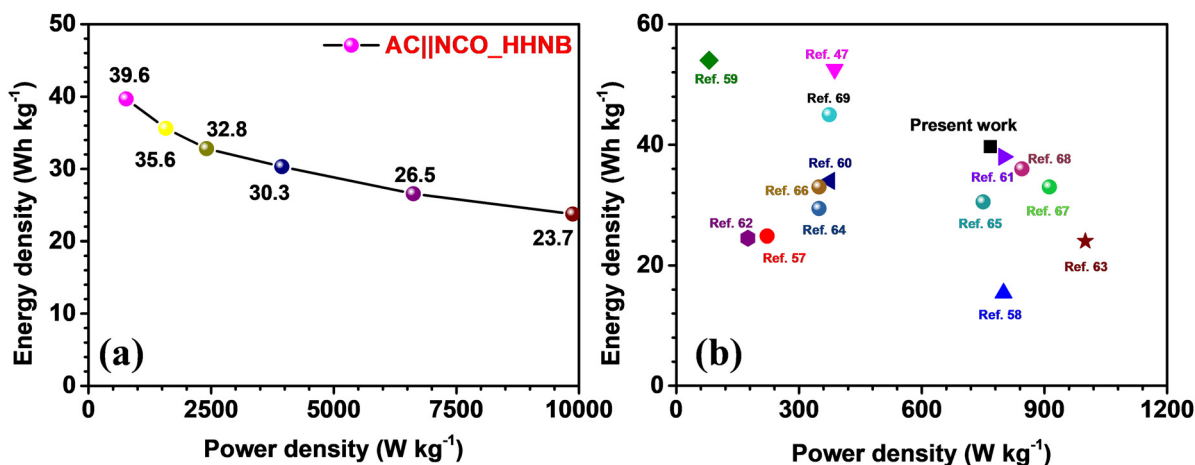 50
40
30
20
10
0
Energy density (Wh kg-1)
AC||NCO_HHNB
39.6
35.6
32.8
30.3
26.5
23.7
(a)
0
2500
5000
7500
10000
Power density (W kg-1)
60
40
20
0
Energy density (Wh kg-1)
Ref. 59
Ref. 47
Ref. 69
Present work
Ref. 60
Ref. 61
Ref. 68
Ref. 66
Ref. 62
Ref. 64
Ref. 65
Ref. 67
Ref. 57
Ref. 63
Ref. 58
(b)
0
300
600
900
1200
Power density (W kg-1)